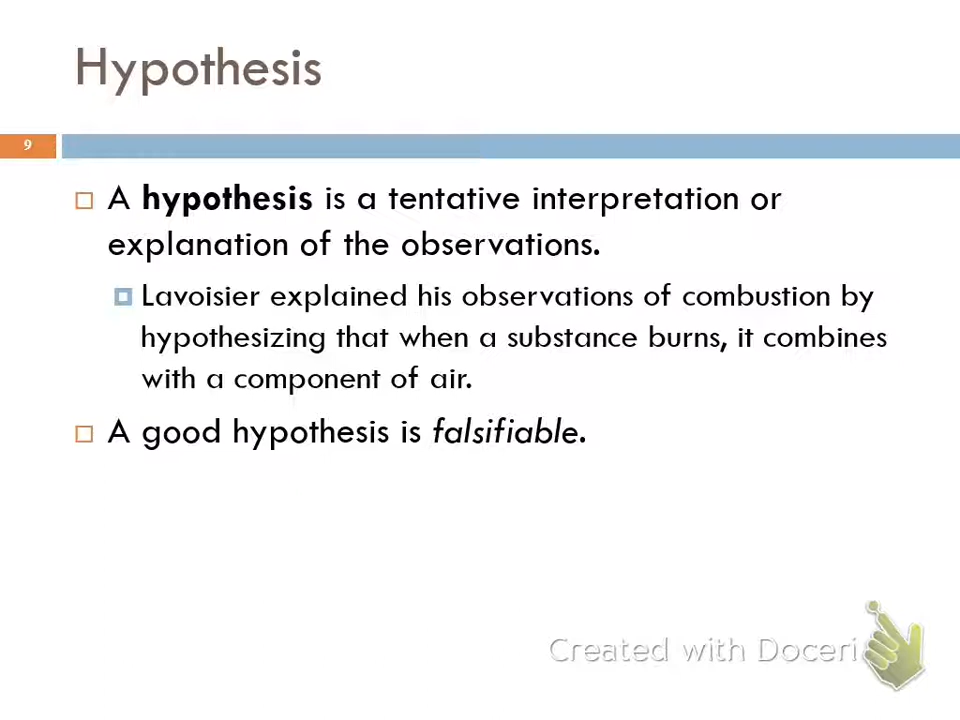 Hypothesis
9
A hypothesis is a tentative interpretation or
explanation of the observations.
Lavoisier explained his observations of combustion by
hypothesizing that when a substance burns, it combines
with a component of air.
A good hypothesis is falsifiable.
Created with Doceri